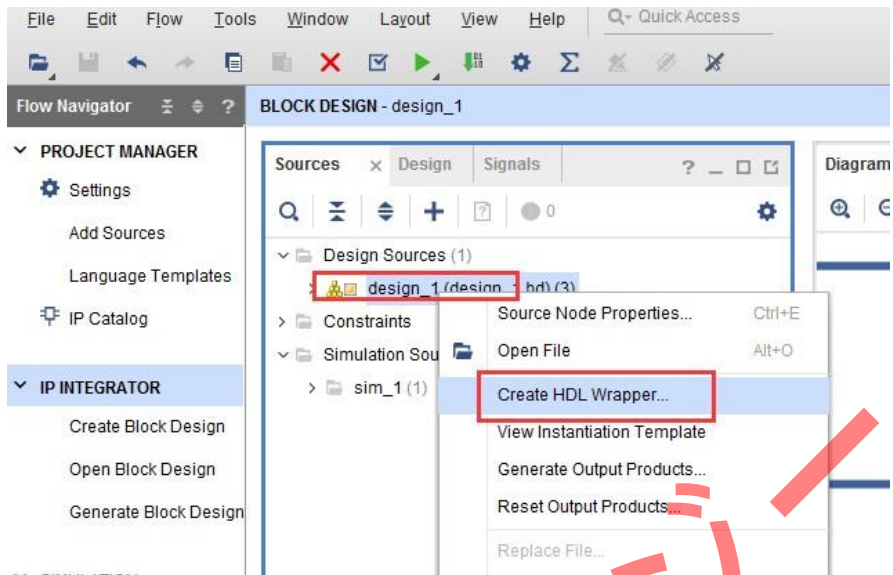 File Edit Flow Tools Window Layout View Help Quick Access
Flow Navigator ?
BLOCK DESIGN - design_1
PROJECT MANAGER
Settings
Add Sources
Language Templates
IP Catalog
IP INTEGRATOR
Create Block Design
Open Block Design
Generate Block Design
Sources Design Signals ?
? 0
Design Sources (1)
design_1 (design_1.bd) (3)
Constraints
Simulation Sou
sim_1 (1)
Source Node Properties... Ctrl+E
Open File Alt+O
Create HDL Wrapper...
View Instantiation Template
Generate Output Products...
Reset Output Products...
Replace File...
Diagram